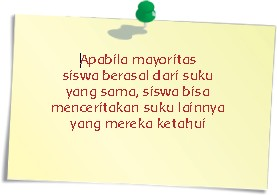 Apabila mayoritas
siswa berasal dari suku
yang sama, siswa bisa
menceritakan suku lainnya
yang mereka ketahui